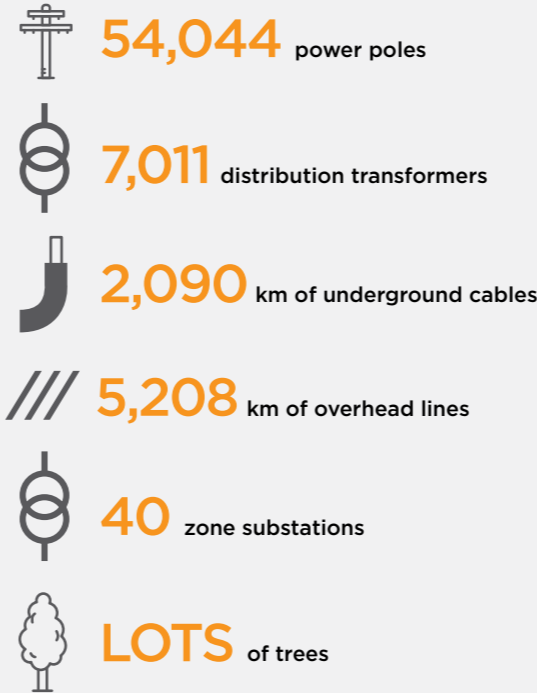 54,044 power poles
7,011 distribution transformers
2,090 km of underground cables
5,208 km of overhead lines
40 zone substations
LOTS of trees